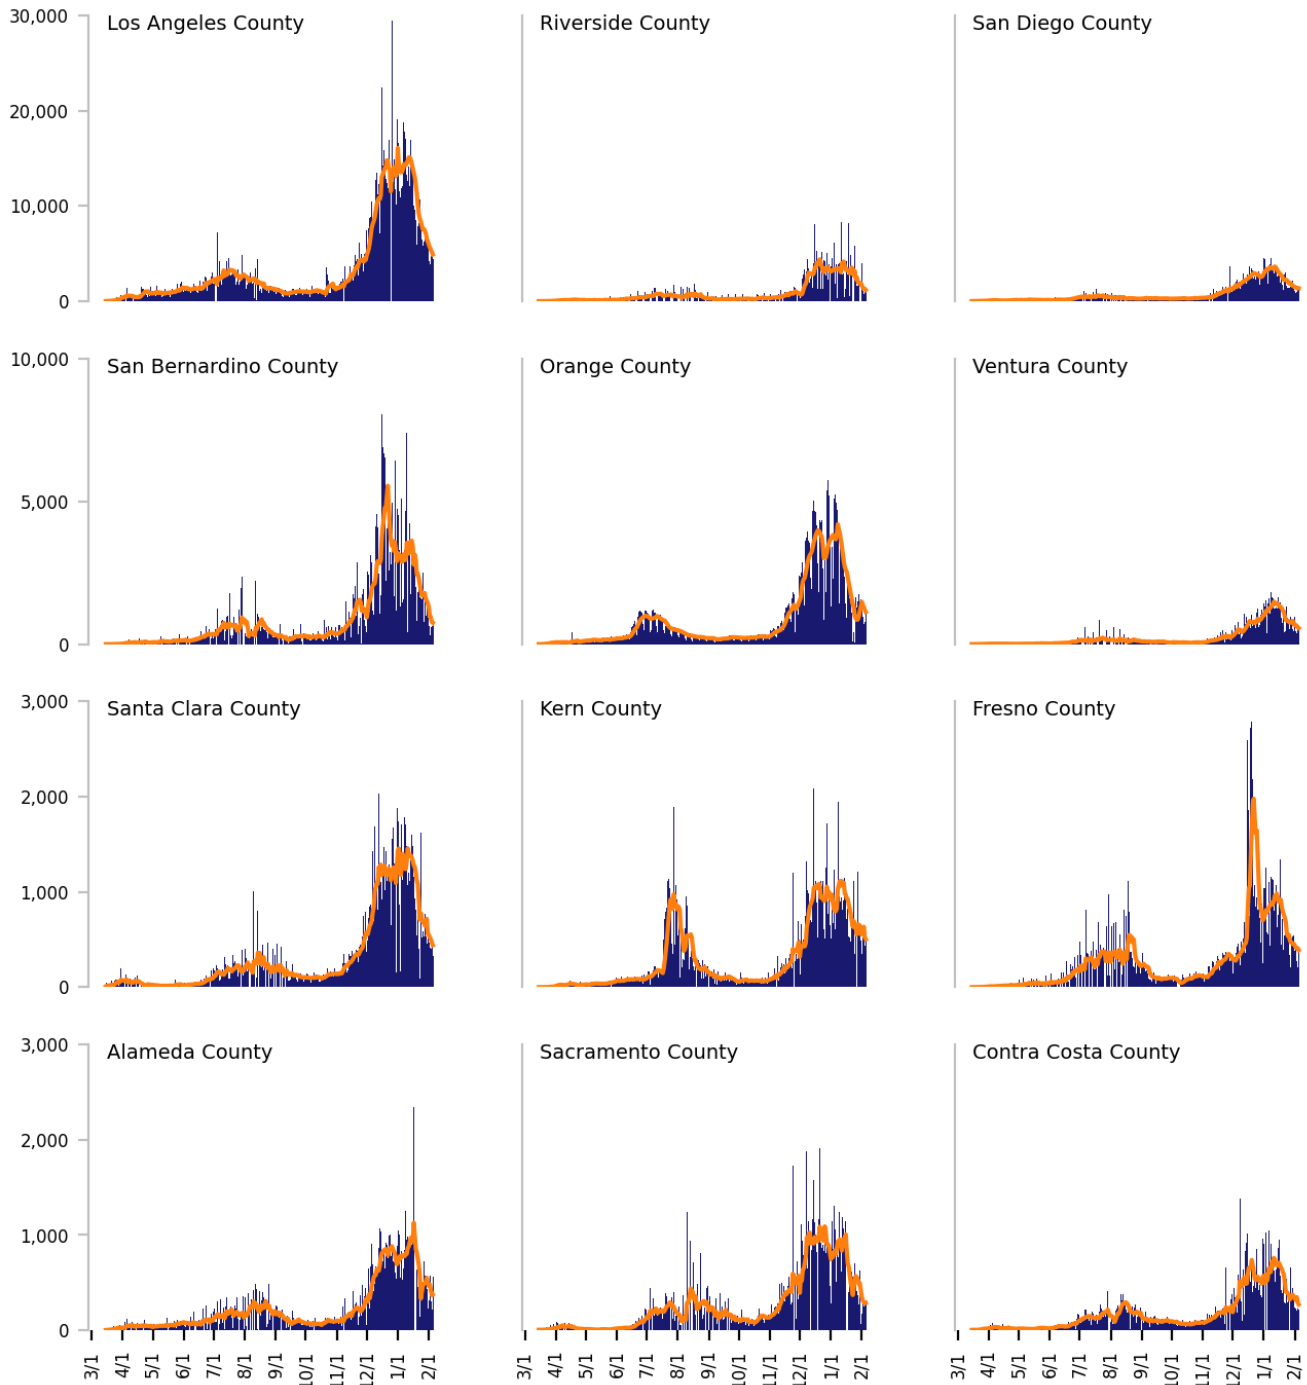 30,000
Los Angeles County
Riverside County
San Diego County
20,000
10,000
0
10,000
San Bernardino County
Orange County
Ventura County
5,000
0
3,000
Santa Clara County
Kern County
Fresno County
2,000
1,000
0
3,000
Alameda County
Sacramento County
Contra Costa County
2,000
1,000
0
3/1 4/1 5/1 6/1 7/1 8/1 9/1 10/1 11/1 12/1 1/1 2/1
3/1 4/1 5/1 6/1 7/1 8/1 9/1 10/1 11/1 12/1 1/1 2/1
3/1 4/1 5/1 6/1 7/1 8/1 9/1 10/1 11/1 12/1 1/1 2/1